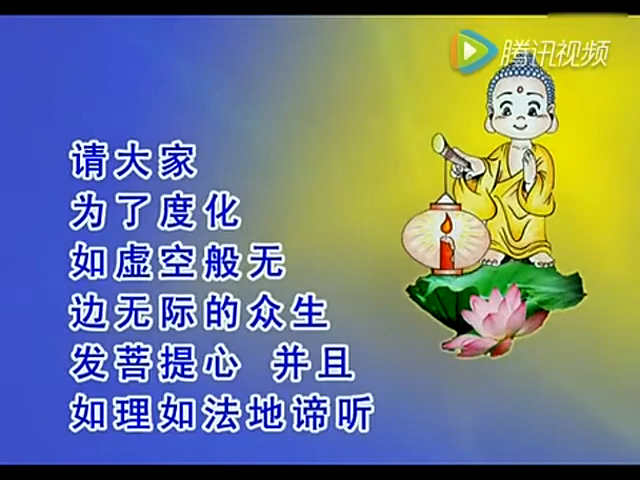 腾讯视频
请大家
为了度化
如虚空般无
边无际的众生
发菩提心 并且
如理如法地谛听